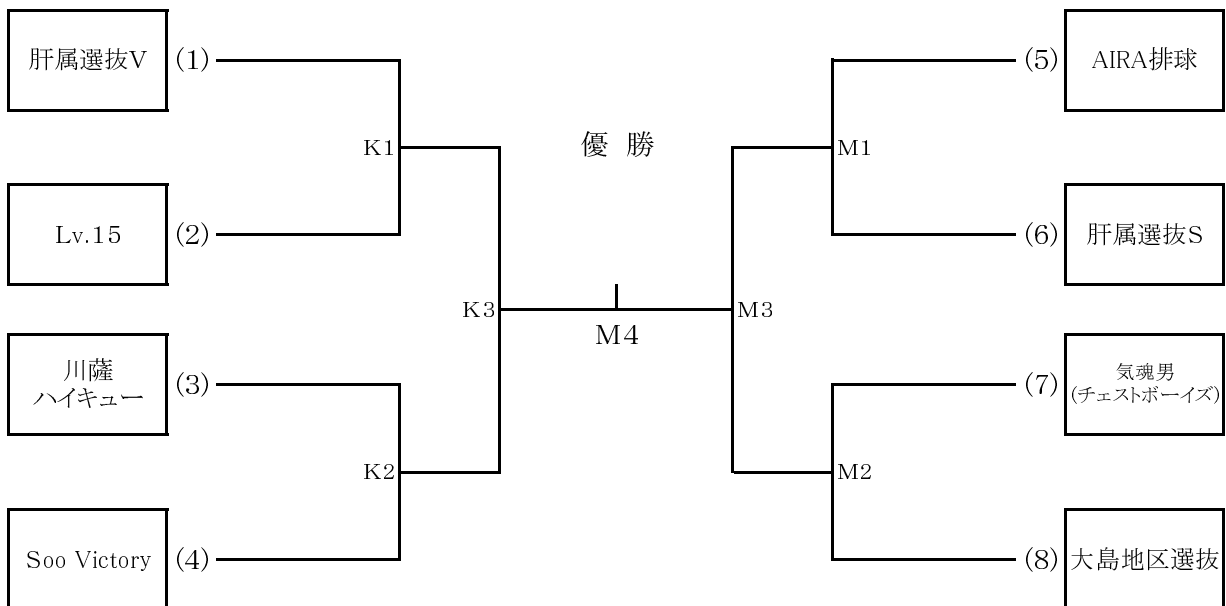 肝属選抜V (1)
(5) AIRA排球
K1
優 勝
M1
Lv.15 (2)
(6) 肝属選抜S
K3
M4
M3
川薩
ハイキュー
(3)
(7)
気魂男
(チェストボーイズ)
K2
M2
Soo Victory (4)
(8) 大島地区選抜